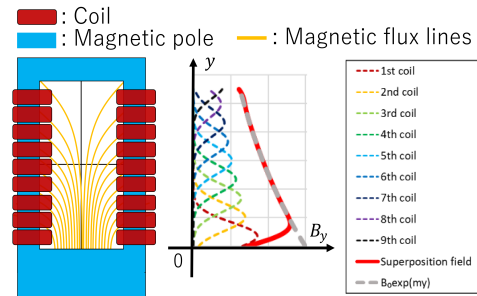 : Coil
: Magnetic pole
: Magnetic flux lines
y
B_y
0
1st coil
2nd coil
3rd coil
4th coil
5th coil
6th coil
7th coil
8th coil
9th coil
Superposition field
B₀exp(my)